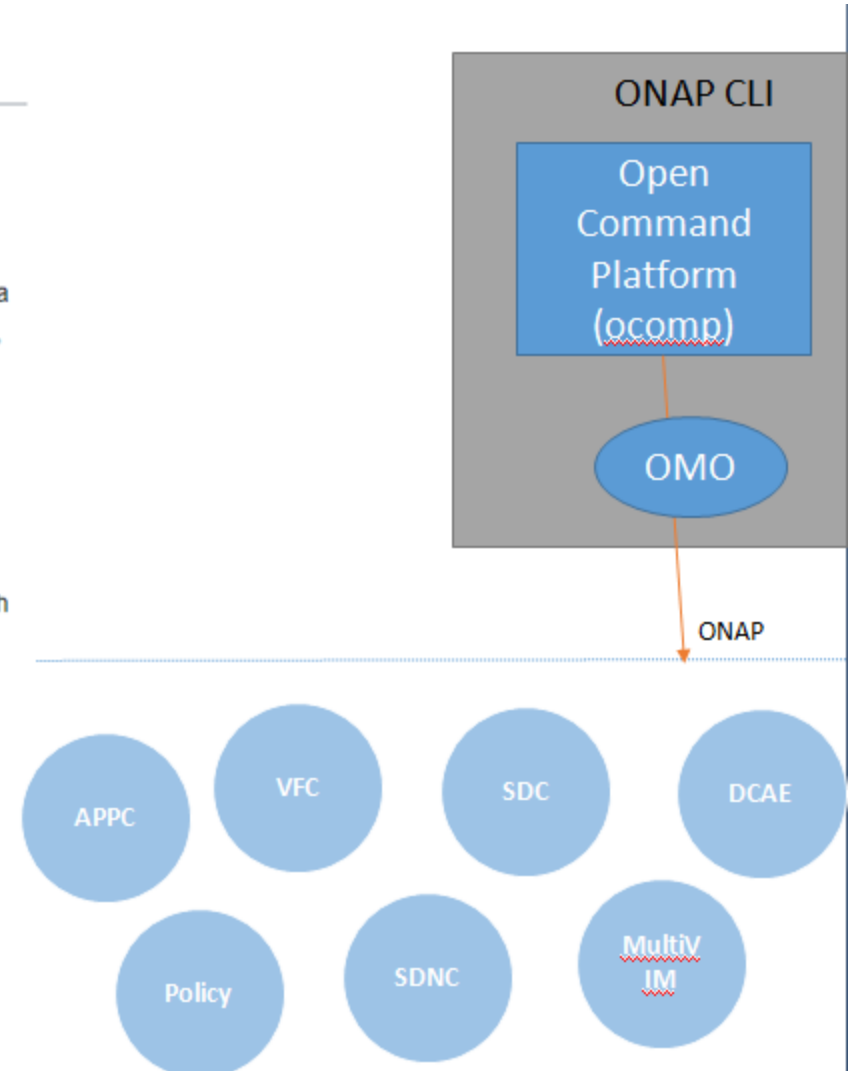 ONAP CLI
Open
Command
Platform
(ocomp)
a
OMO
h
ONAP
APPC
VFC
SDC
DCAE
Policy
SDNC
MultiV
IM